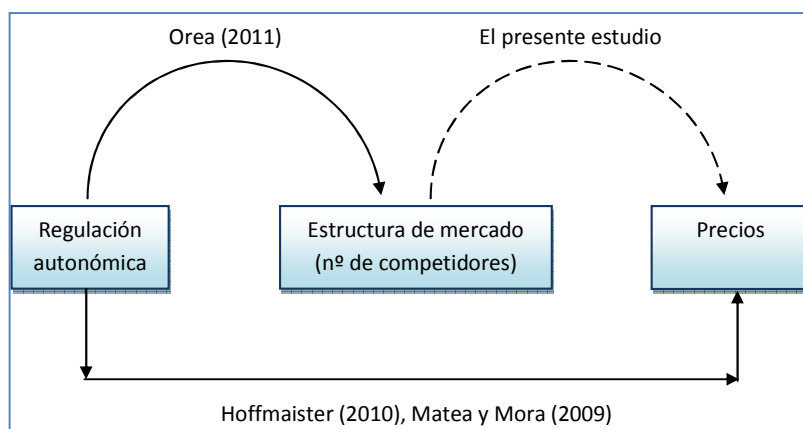 Orea (2011)
El presente estudio
Regulación
autonómica
Estructura de mercado
(nº de competidores)
Precios
Hoffmaister (2010), Matea y Mora (2009)